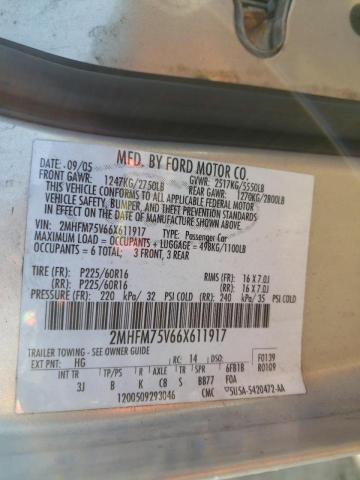 MFD. BY FORD MOTOR CO.
DATE: 09/05 GVWR: 2517KG/5550LB
FRONT GAWR: 1247KG/2750LB REAR GAWR: 1270KG/2800LB
THIS VEHICLE CONFORMS TO ALL APPLICABLE FEDERAL MOTOR
VEHICLE SAFETY, BUMPER, AND THEFT PREVENTION STANDARDS IN
EFFECT ON THE DATE OF MANUFACTURE SHOWN ABOVE.
VIN: 2MHFM75V66X611917 TYPE: Passenger Car
MAXIMUM LOAD = OCCUPANTS + LUGGAGE = 498KG/1100LB
OCCUPANTS = 6 TOTAL; 3 FRONT, 3 REAR
TIRE (FR): P225/60R16 RIMS (FR) 16 X 7.0J
(RR): P225/60R16 (RR) 16 X 7.0J
PRESSURE (FR) 220 kPa/ 32 PSI COLD (RR) 240 kPa/ 35 PSI COLD
2MHFM75V66X611917
TRAILER TOWING - SEE OWNER GUIDE
EXT PNT: HG RC: 14 DSO: F0139
INT TR TP/PS R AXLE TR SPR 6FB1B R0109
3J B K C8 S BB77 F0A
1200509293046 CMC 5U5A-5420472-AA